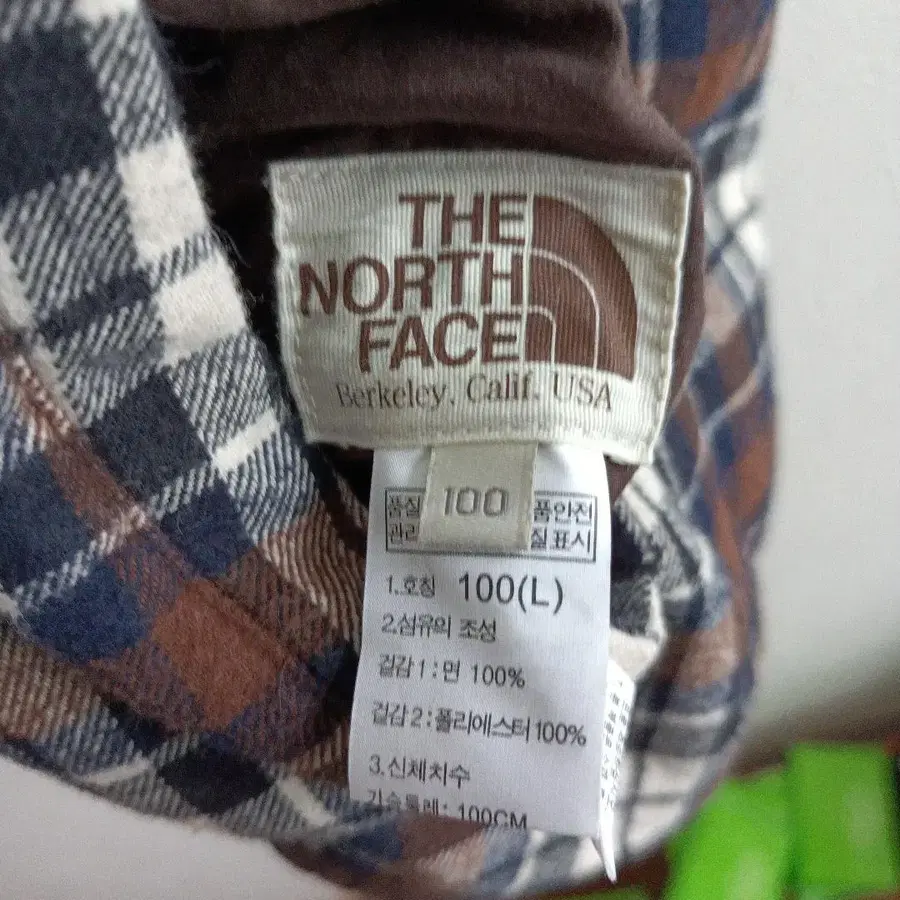 THE
NORTH
FACE
Berkeley, Calif. USA
100
품질 품안전
관리 질표시
1.호칭 100(L)
2.섬유의 조성
겉감 1 : 면 100%
겉감 2 : 폴리에스터 100%
3.신체치수
가슴둘레: 100CM